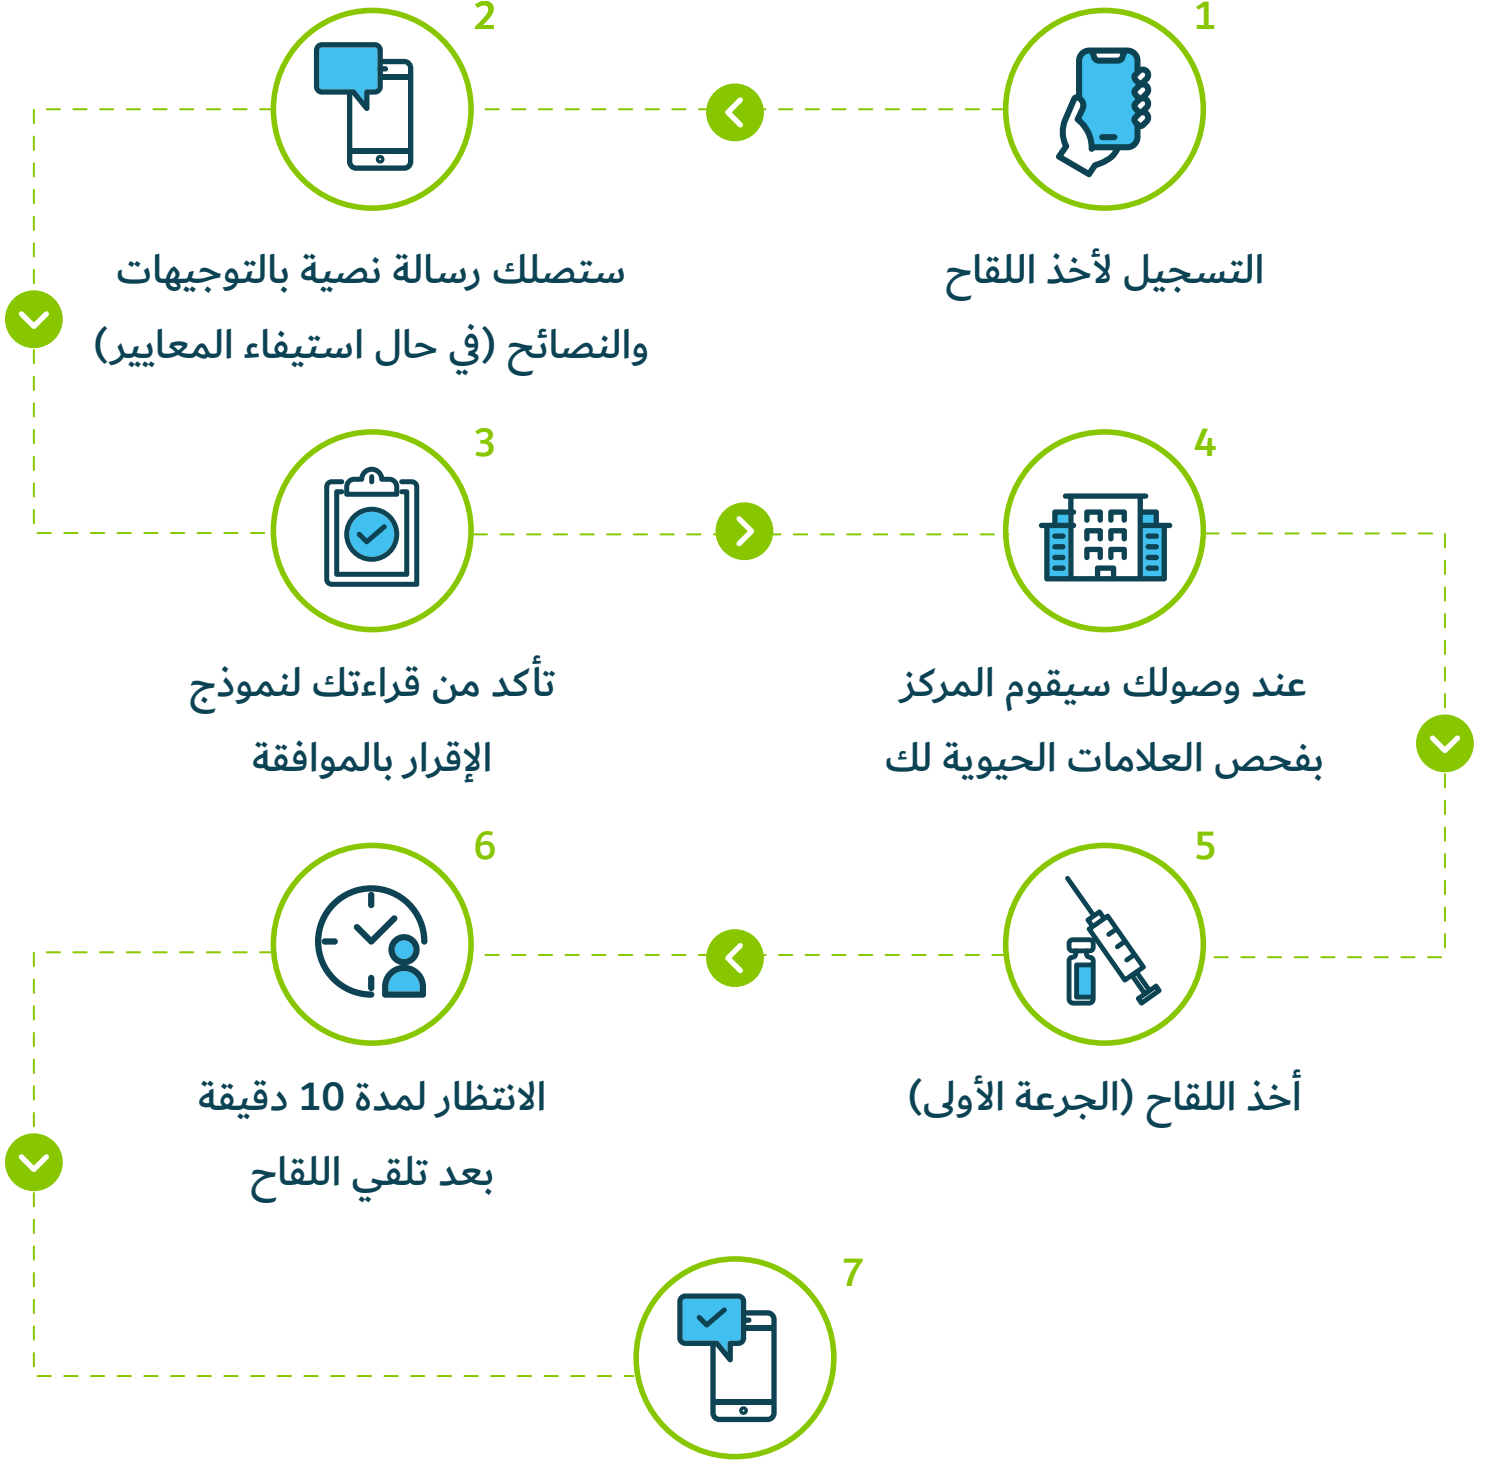 1
التسجيل لأخذ اللقاح
2
ستصلك رسالة نصية بالتوجيهات
والنصائح (في حال استيفاء المعايير)
3
تأكد من قراءتك لنموذج
الإقرار بالموافقة
4
عند وصولك سيقوم المركز
بفحص العلامات الحيوية لك
5
أخذ اللقاح (الجرعة الأولى)
6
الانتظار لمدة 10 دقيقة
بعد تلقي اللقاح
7